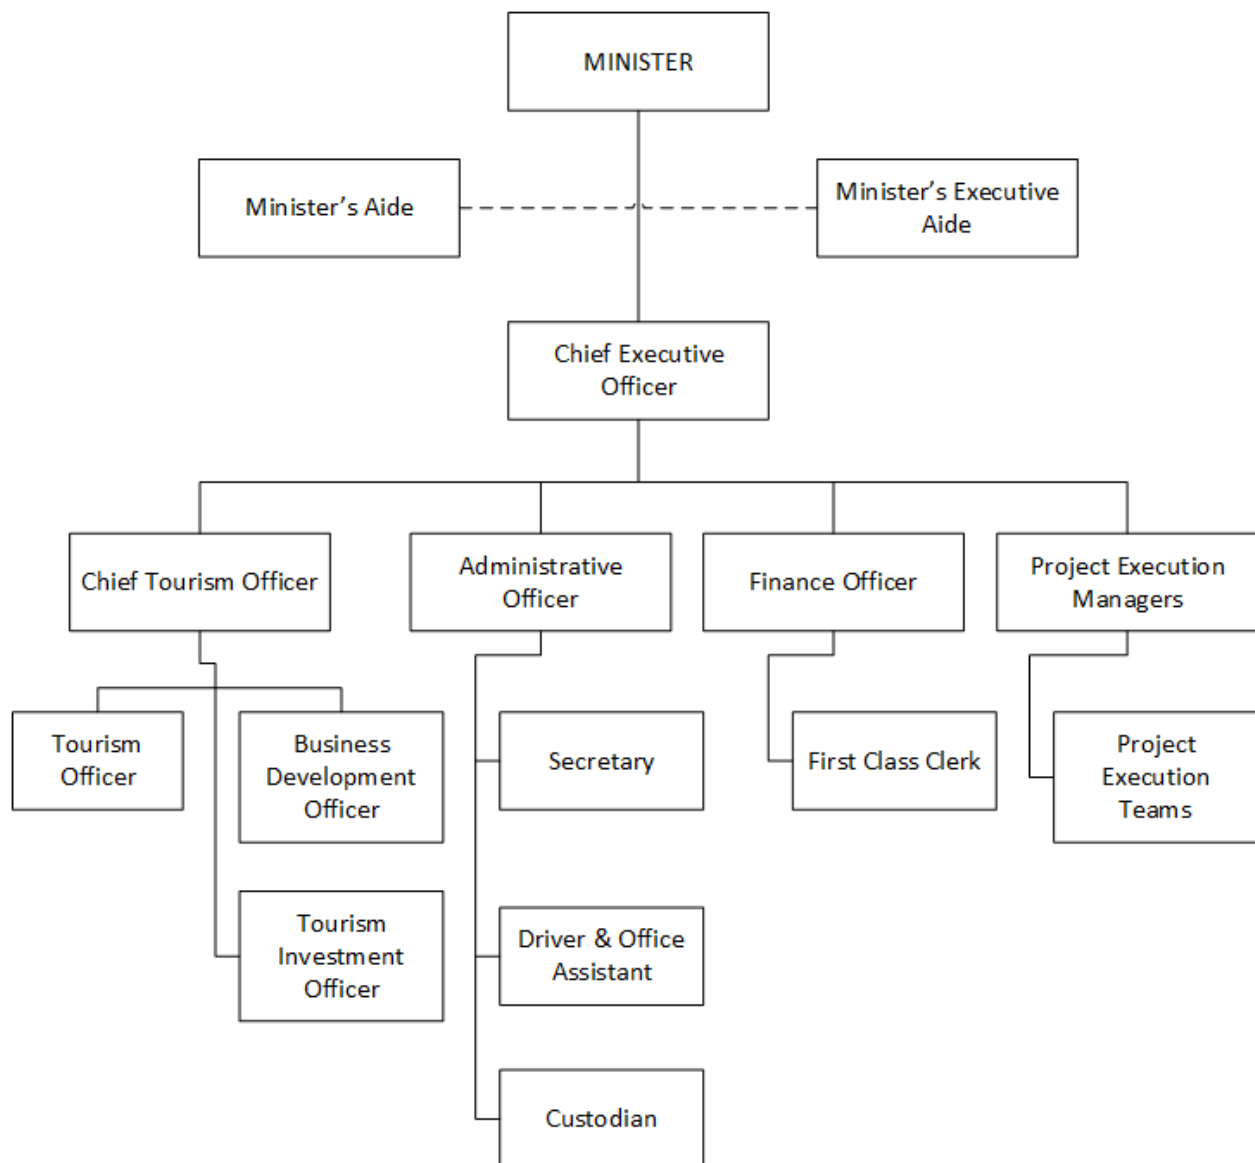 MINISTER
Minister’s Aide
Minister’s Executive
Aide
Chief Executive
Officer
Chief Tourism Officer
Administrative
Officer
Finance Officer
Project Execution
Managers
Tourism
Officer
Business
Development
Officer
Secretary
First Class Clerk
Project
Execution
Teams
Tourism
Investment
Officer
Driver & Office
Assistant
Custodian